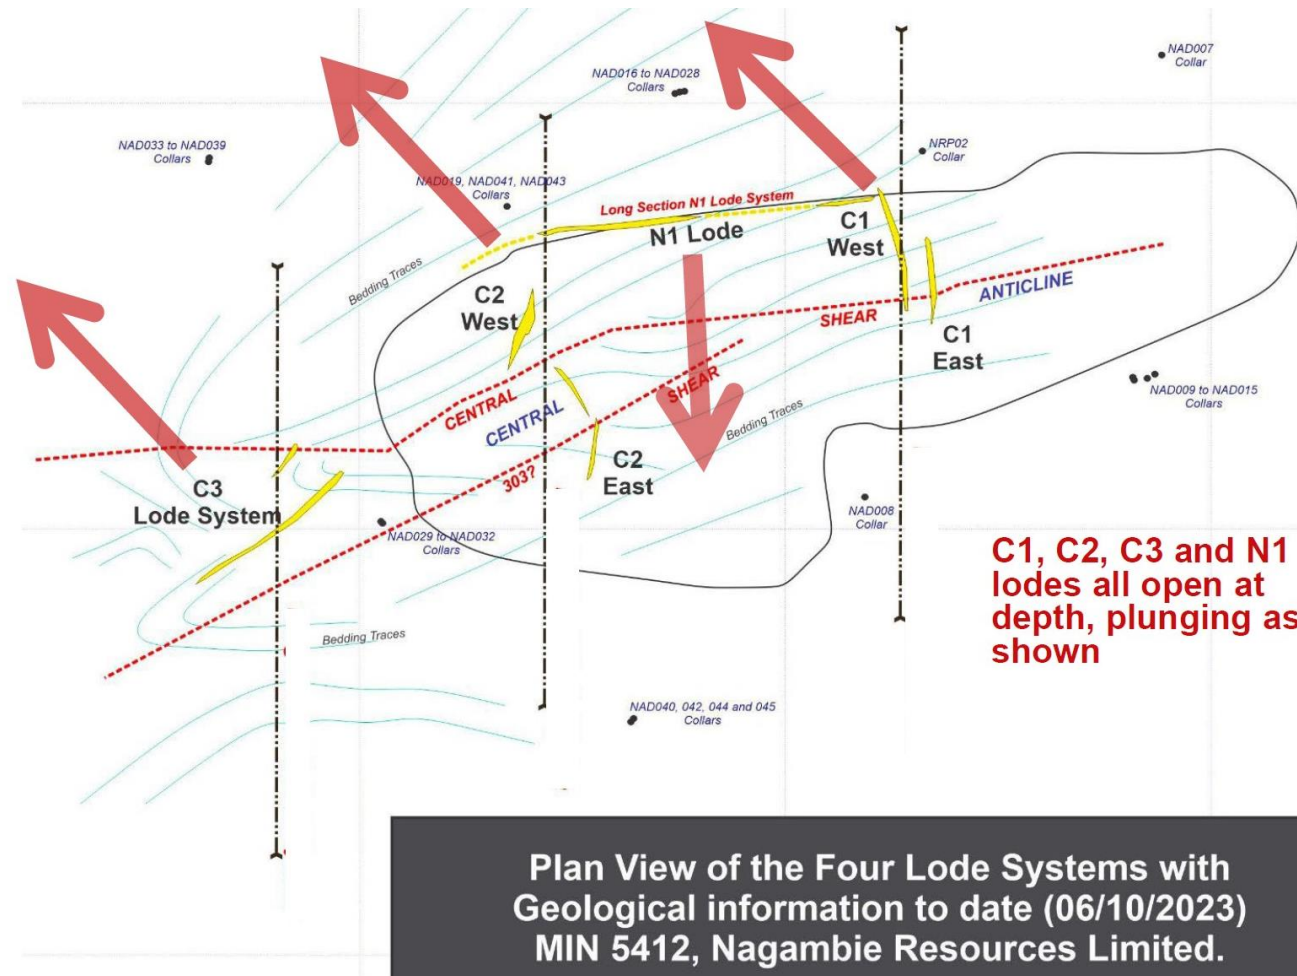 NAD007
Collar
NAD016 to NAD028
Collars
NAD033 to NAD039
Collars
NRP02
Collar
NAD019, NAD041, NAD043
Collars
Long Section N1 Lode System
N1 Lode
C1
West
Bedding Traces
C2
West
ANTICLINE
SHEAR
C1
East
SHEAR
CENTRAL
CENTRAL
NAD009 to NAD015
Collars
Bedding Traces
303?
C2
East
C3
Lode System
NAD008
Collar
NAD029 to NAD032
Collars
C1, C2, C3 and N1
lodes all open at
depth, plunging as
shown
Bedding Traces
NAD040, 042, 044 and 045
Collars
Plan View of the Four Lode Systems with
Geological information to date (06/10/2023)
MIN 5412, Nagambie Resources Limited.